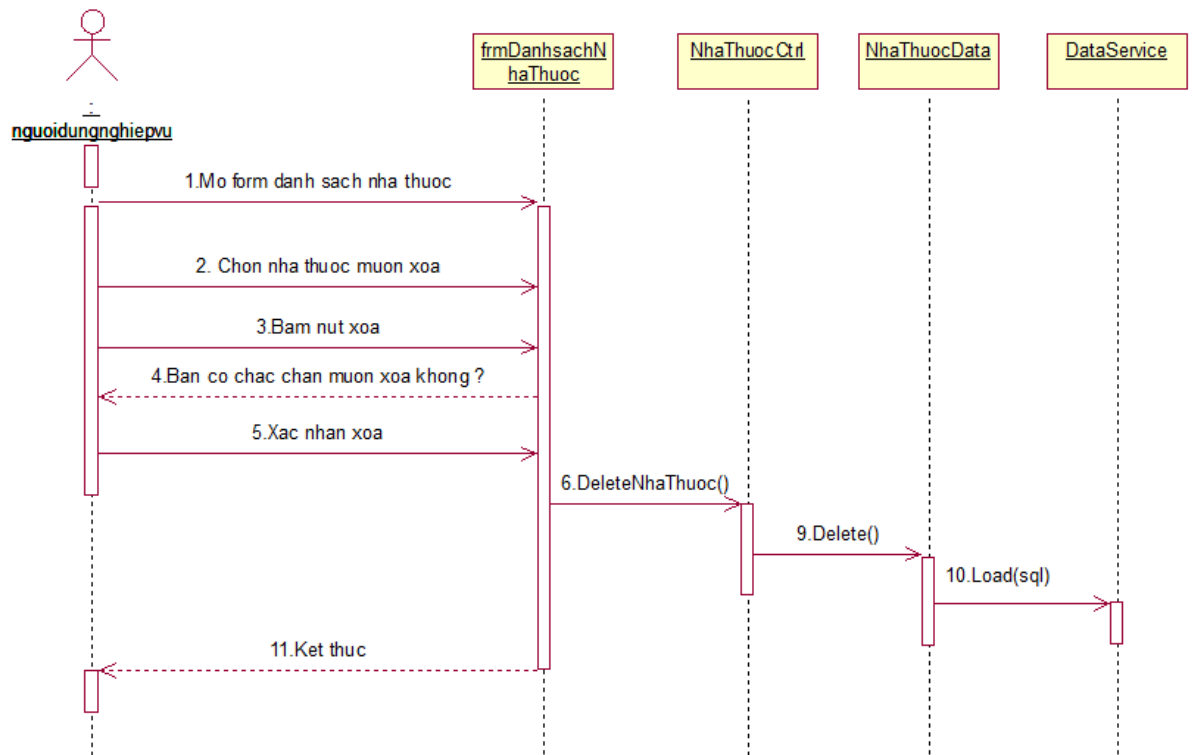 frmDanhsachN
haThuoc
NhaThuocCtrl
NhaThuocData
DataService
:
nguoidungnghiepvu
1.Mo form danh sach nha thuoc
2. Chon nha thuoc muon xoa
3.Bam nut xoa
4.Ban co chac chan muon xoa khong ?
5.Xac nhan xoa
6.DeleteNhaThuoc()
9.Delete()
10.Load(sql)
11.Ket thuc